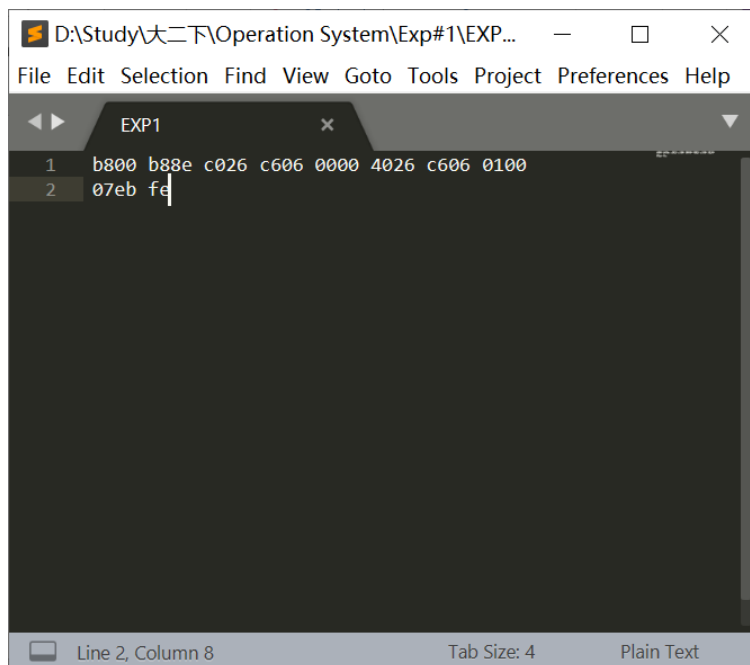 D:\Study\大二下\Operation System\Exp#1\EXP...
File Edit Selection Find View Goto Tools Project Preferences Help
EXP1
1 b800 b88e c026 c606 0000 4026 c606 0100
2 07eb fe
Line 2, Column 8 Tab Size: 4 Plain Text